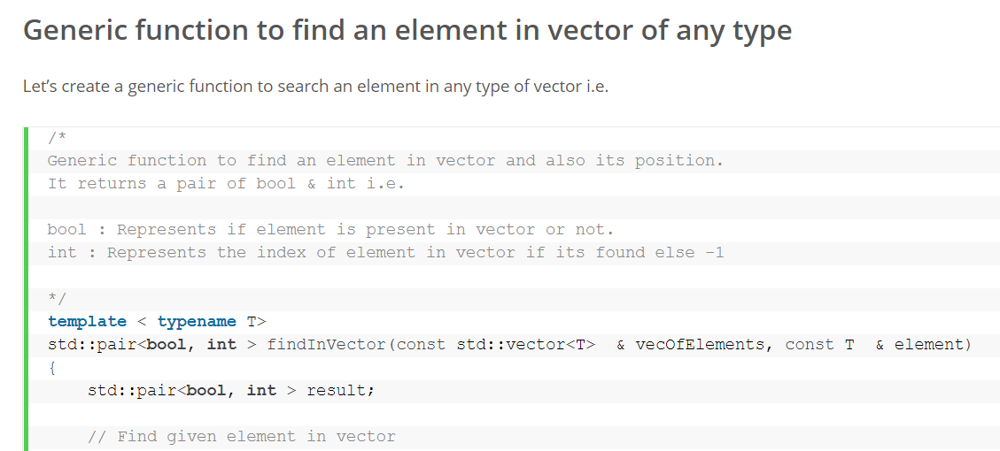 Generic function to find an element in vector of any type
Let’s create a generic function to search an element in any type of vector i.e.
/*
Generic function to find an element in vector and also its position.
It returns a pair of bool & int i.e.
bool : Represents if element is present in vector or not.
int : Represents the index of element in vector if its found else -1
*/
template < typename T>
std::pair<bool, int > findInVector(const std::vector<T>  & vecOfElements, const T  & element)
{
    std::pair<bool, int > result;
    // Find given element in vector